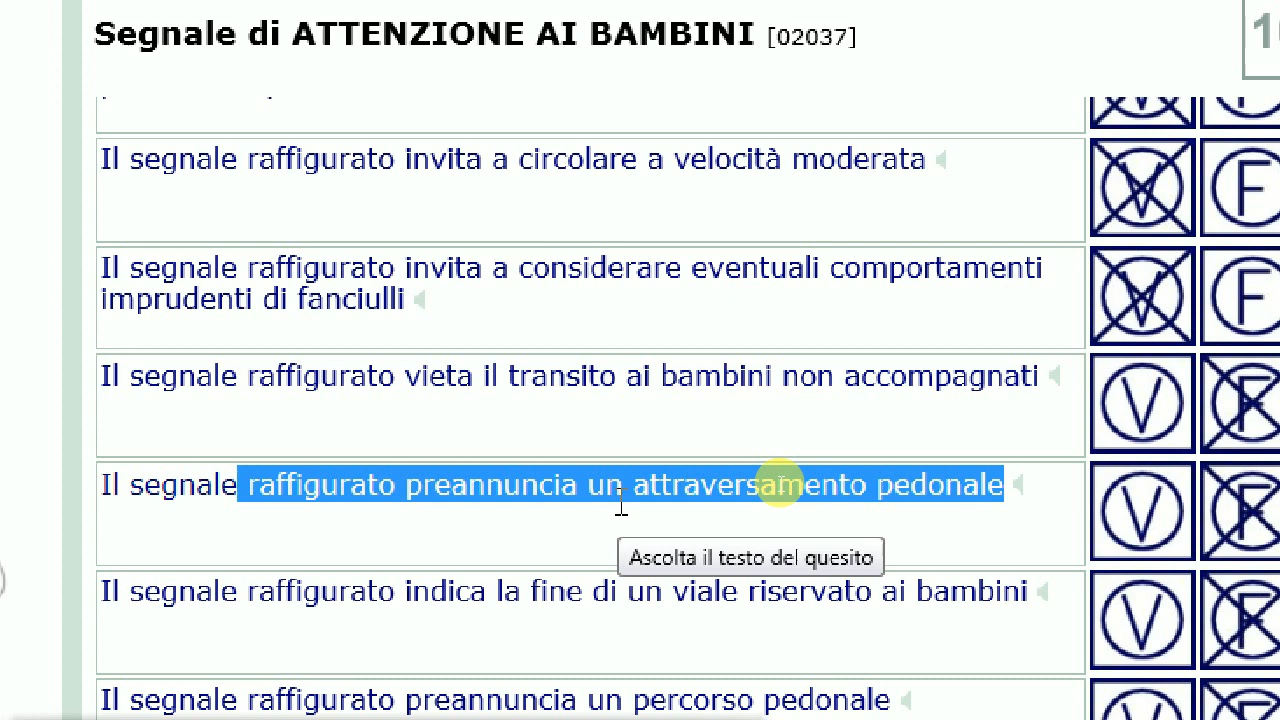 Segnale di ATTENZIONE AI BAMBINI [02037]
Il segnale raffigurato invita a circolare a velocità moderata
V F
Il segnale raffigurato invita a considerare eventuali comportamenti
imprudenti di fanciulli
V F
Il segnale raffigurato vieta il transito ai bambini non accompagnati
V F
Il segnale raffigurato preannuncia un attraversamento pedonale
V F
Ascolta il testo del quesito
Il segnale raffigurato indica la fine di un viale riservato ai bambini
V F
Il segnale raffigurato preannuncia un percorso pedonale